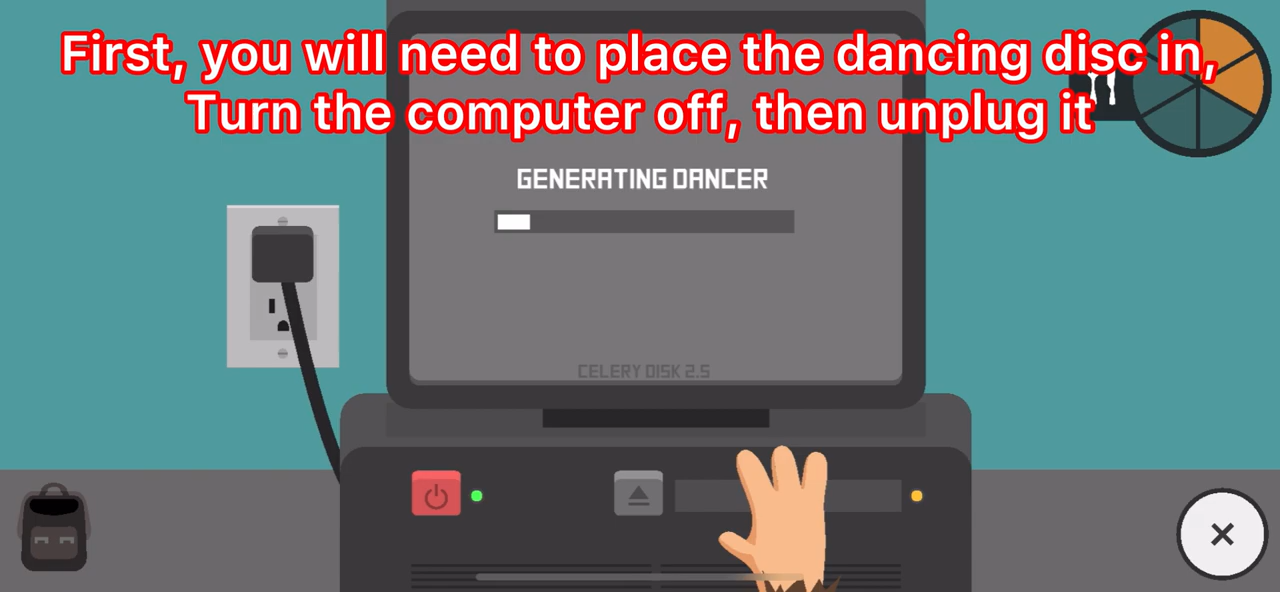 First, you will need to place the dancing disc in,
Turn the computer off, then unplug it
GENERATING DANCER
CELERY DISK 2.5